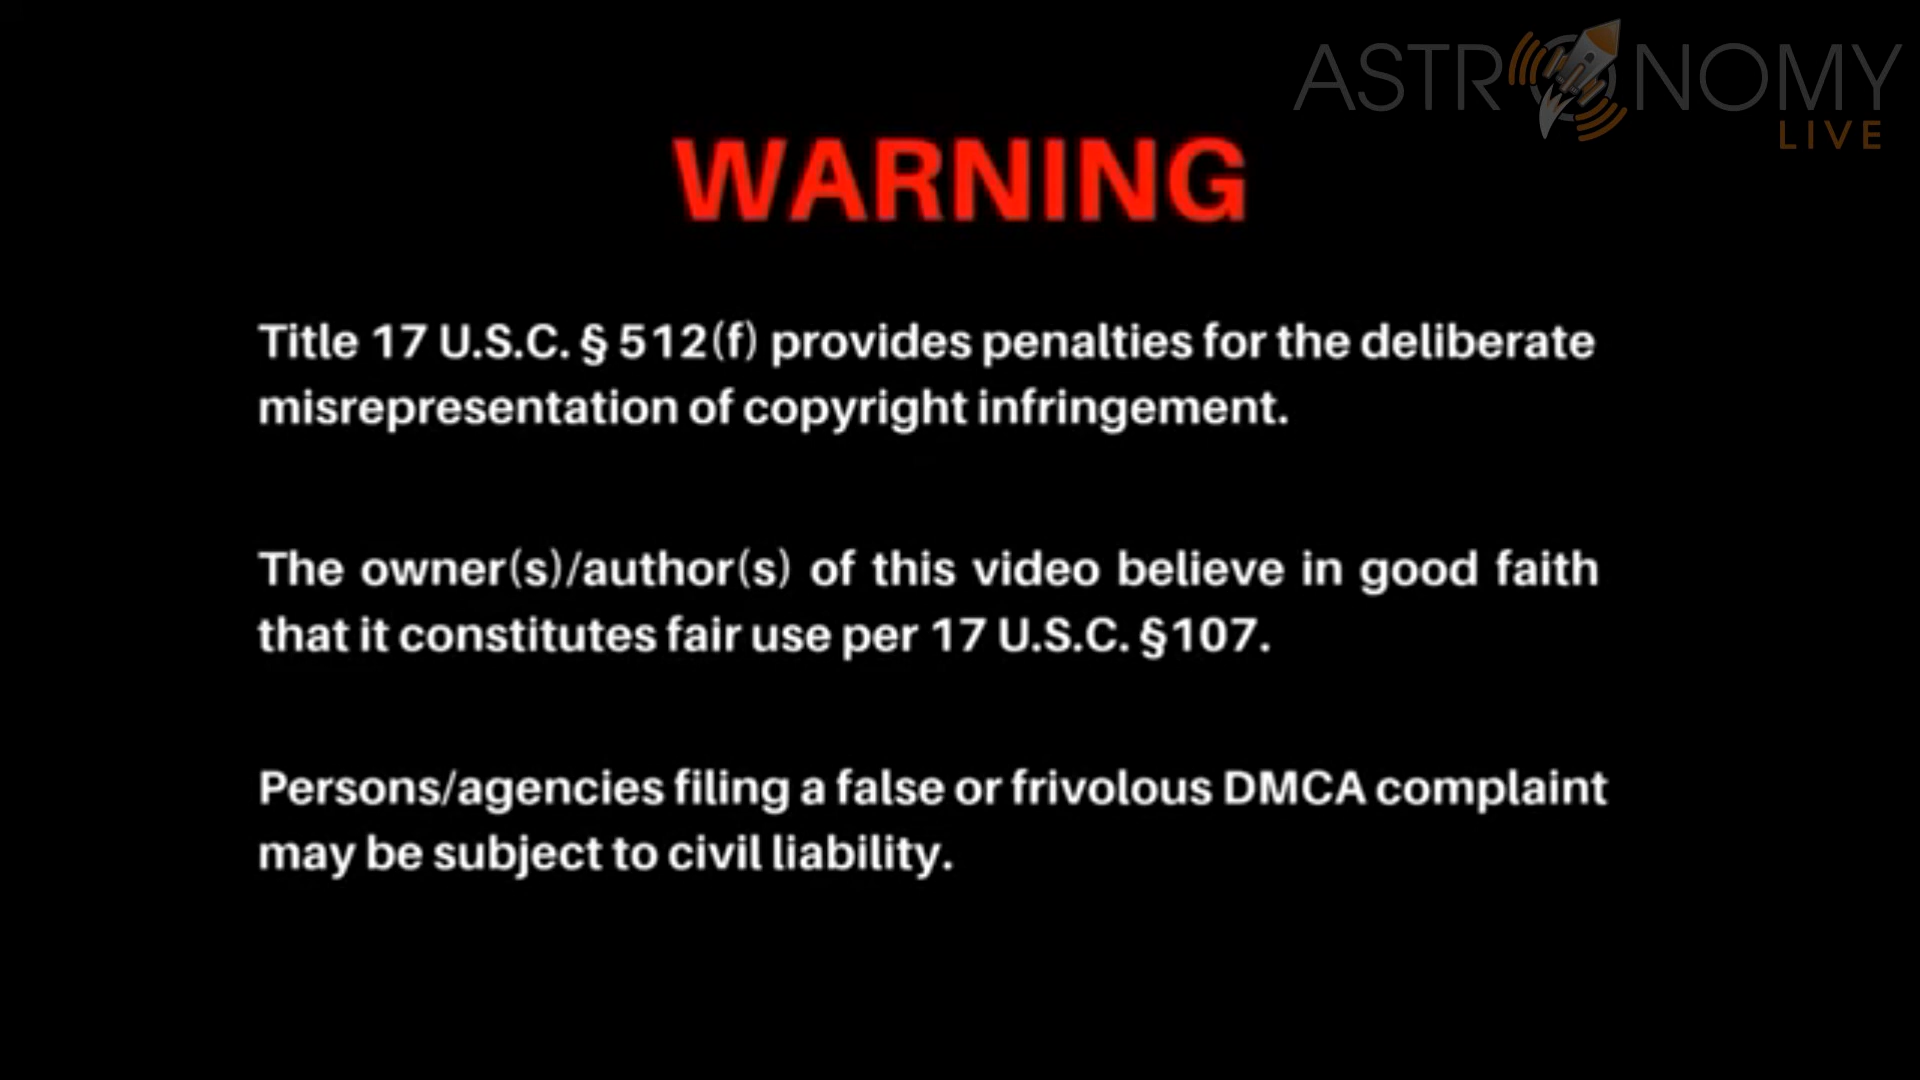 ASTRONOMY
LIVE
WARNING
Title 17 U.S.C. § 512(f) provides penalties for the deliberate
misrepresentation of copyright infringement.
The owner(s)/author(s) of this video believe in good faith
that it constitutes fair use per 17 U.S.C. §107.
Persons/agencies filing a false or frivolous DMCA complaint
may be subject to civil liability.